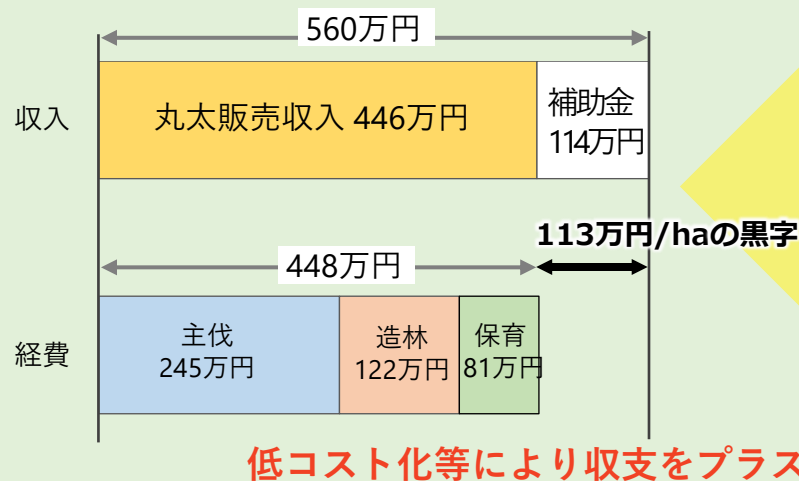 560万円
収入
丸太販売収入 446万円
補助金
114万円
113万円/haの黒字
448万円
経費
主伐
245万円
造林
122万円
保育
81万円
低コスト化等により収支をプラス